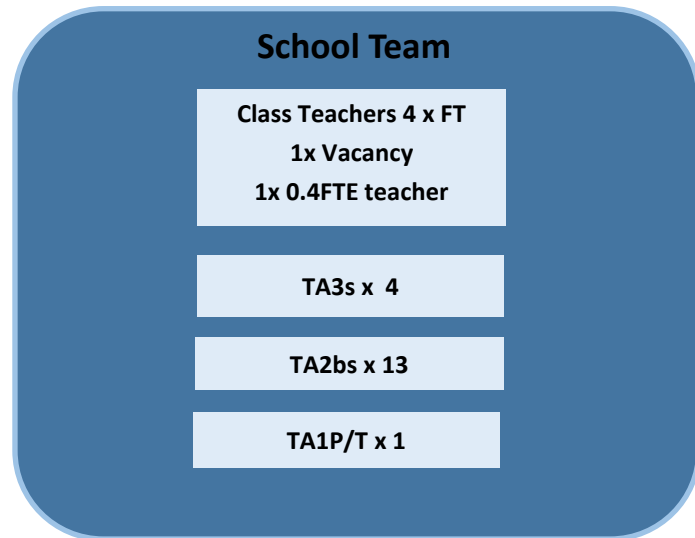 School Team
Class Teachers 4 x FT
1x Vacancy
1x 0.4FTE teacher
TA3s x  4
TA2bs x 13
TA1P/T x 1